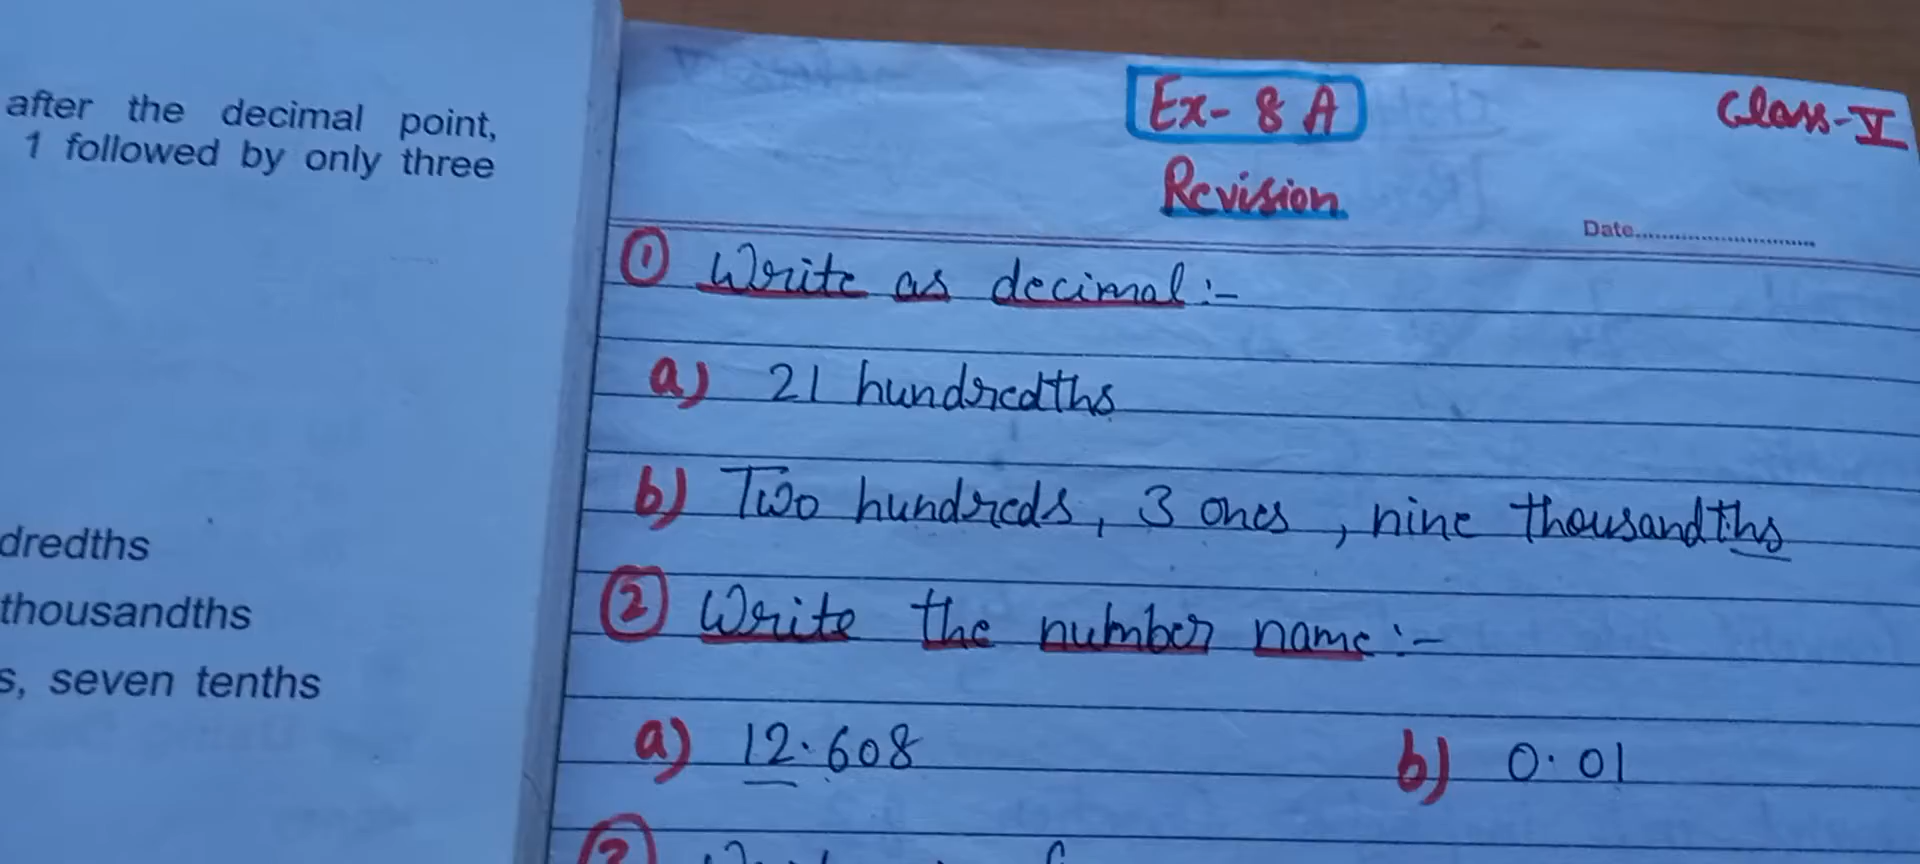 after the decimal point,
1 followed by only three
dredths
thousandths
s, seven tenths
Ex- 8 A
Class-V
Revision
Date
① Write as decimal :-
a) 21 hundredths
b) Two hundreds, 3 ones, nine thousandths
② Write the number name :-
a) 12.608 b) 0.01